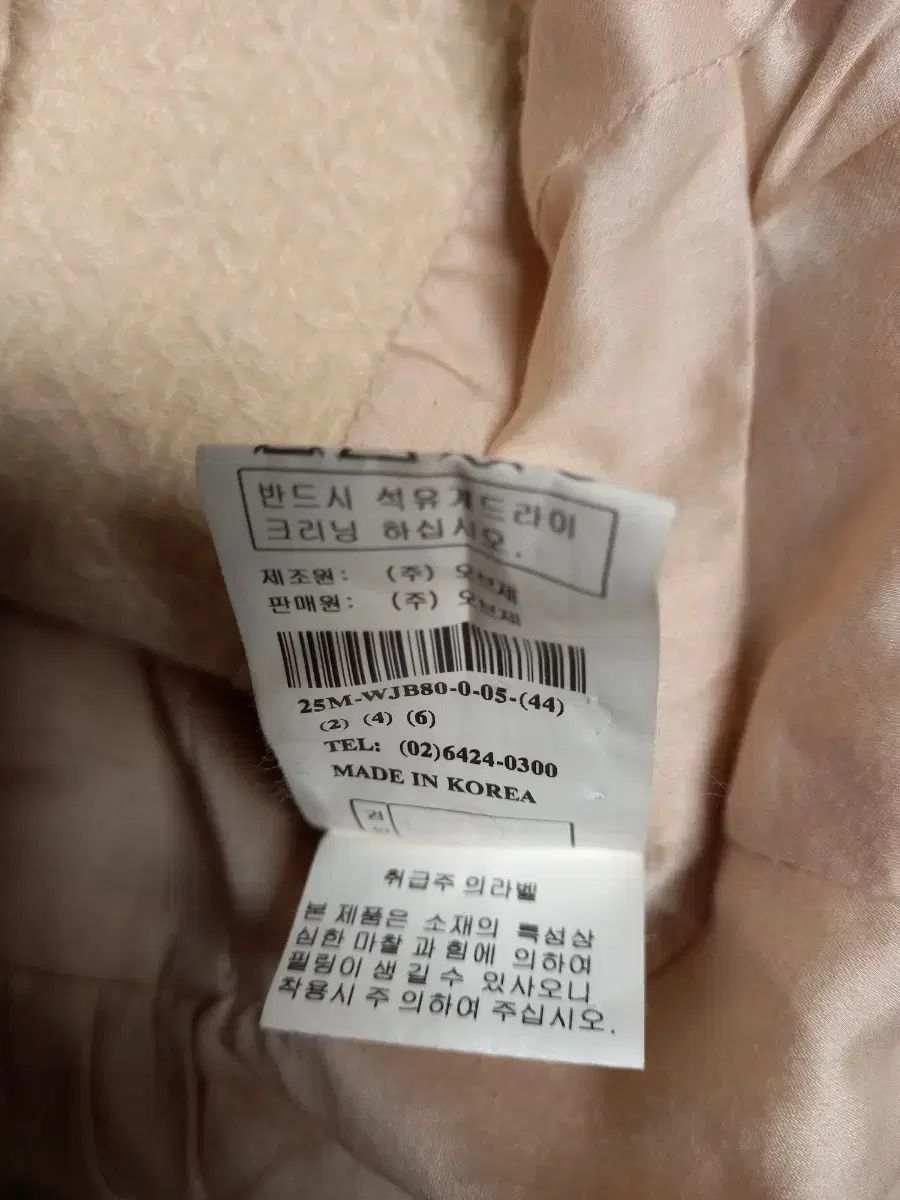 반드시 석유계드라이
크리닝 하십시오.
제조원: (주) 오브제
판매원: (주) 오브제
25M-WJB80-0-05-(44)
(2) (4) (6)
TEL: (02)6424-0300
MADE IN KOREA
취급주 의라벨
본 제품은 소재의 특성상
심한 마찰 과 힘에 의하여
필링이 생 길 수 있사오니
착용시 주 의하여 주십시오.